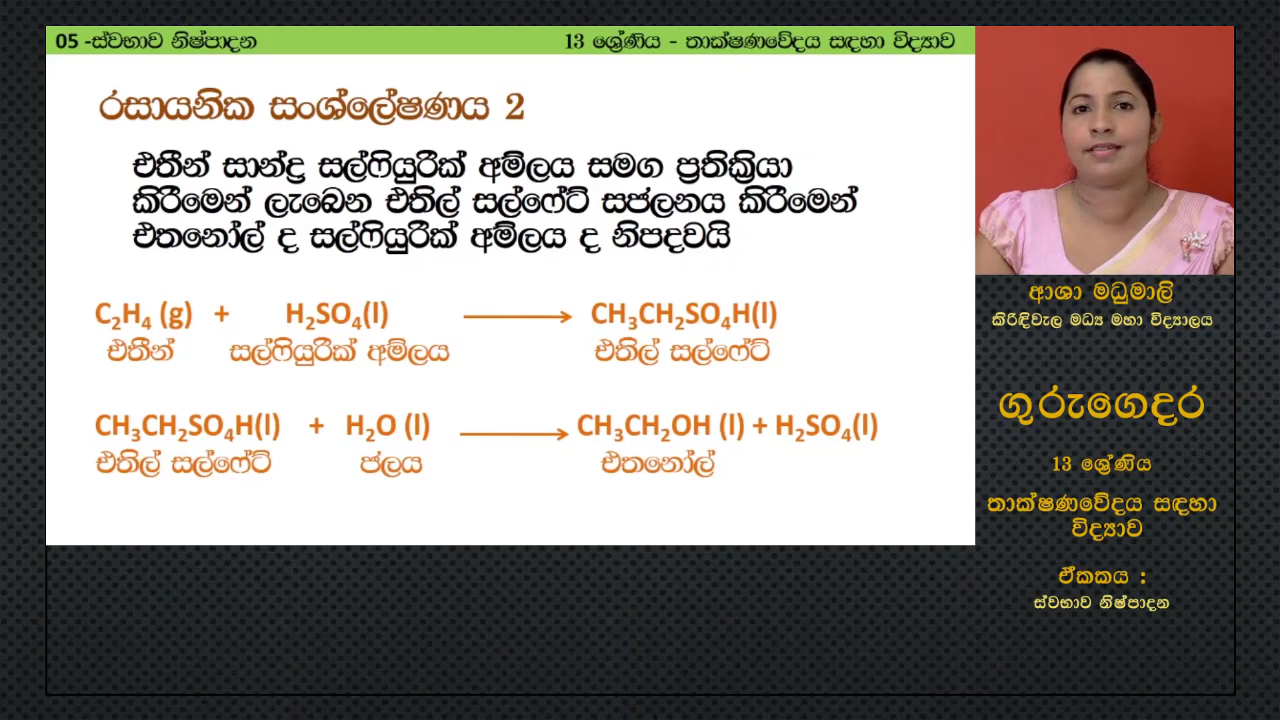 05 -ස්වභාව නිෂ්පාදන
13 ශ්‍රේණිය - තාක්ෂණවේදය සඳහා විද්‍යාව
රසායනික සංශ්ලේෂණය 2
එතීන් සාන්ද්‍ර සල්ෆියුරික් අම්ලය සමග ප්‍රතික්‍රියා
කිරීමෙන් ලැබෙන එතිල් සල්ෆේට් සජලනය කිරීමෙන්
එතනෝල් ද සල්ෆියුරික් අම්ලය ද නිපදවයි
C₂H₄ (g) + H₂SO₄(l) ⟶ CH₃CH₂SO₄H(l)
එතීන් සල්ෆියුරික් අම්ලය එතිල් සල්ෆේට්
CH₃CH₂SO₄H(l) + H₂O (l) ⟶ CH₃CH₂OH (l) + H₂SO₄(l)
එතිල් සල්ෆේට් ජලය එතනෝල්
ආශා මධුමාලි
කිරිඳිවැල මධ්‍ය මහා විද්‍යාලය
ගුරුගෙදර
13 ශ්‍රේණිය
තාක්ෂණවේදය සඳහා
විද්‍යාව
ඒකකය :
ස්වභාව නිෂ්පාදන